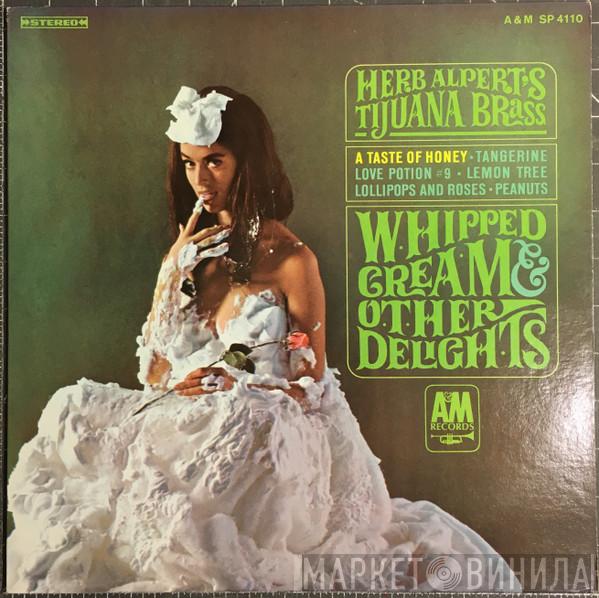 STEREO
A&M SP 4110
HERB ALPERT'S
TIJUANA BRASS
A TASTE OF HONEY • TANGERINE
LOVE POTION #9 • LEMON TREE
LOLLIPOPS AND ROSES • PEANUTS
WHIPPED
CREAM &
OTHER
DELIGHTS
A&M
RECORDS
МАРКЕТ ВИНИЛА